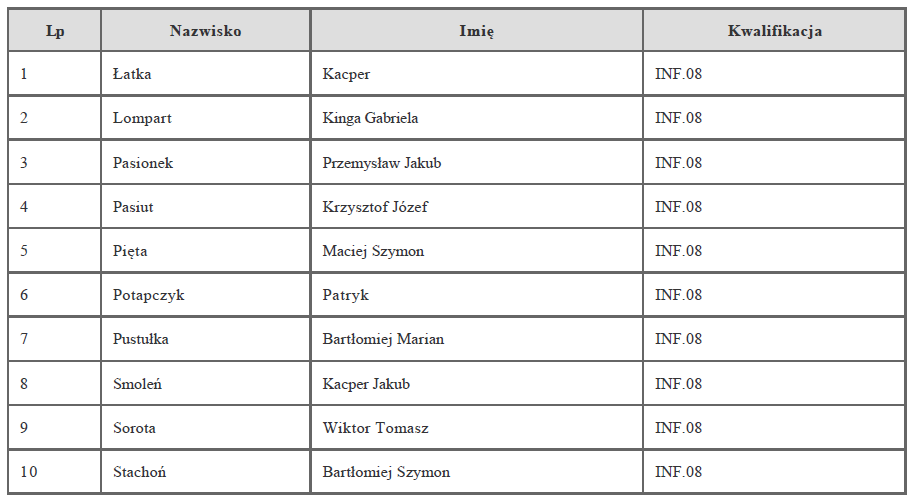 Lp Nazwisko Imię Kwalifikacja
1 Łatka Kacper INF.08
2 Lompart Kinga Gabriela INF.08
3 Pasionek Przemysław Jakub INF.08
4 Pasiut Krzysztof Józef INF.08
5 Pięta Maciej Szymon INF.08
6 Potapczyk Patryk INF.08
7 Pustułka Bartłomiej Marian INF.08
8 Smoleń Kacper Jakub INF.08
9 Sorota Wiktor Tomasz INF.08
10 Stachoń Bartłomiej Szymon INF.08